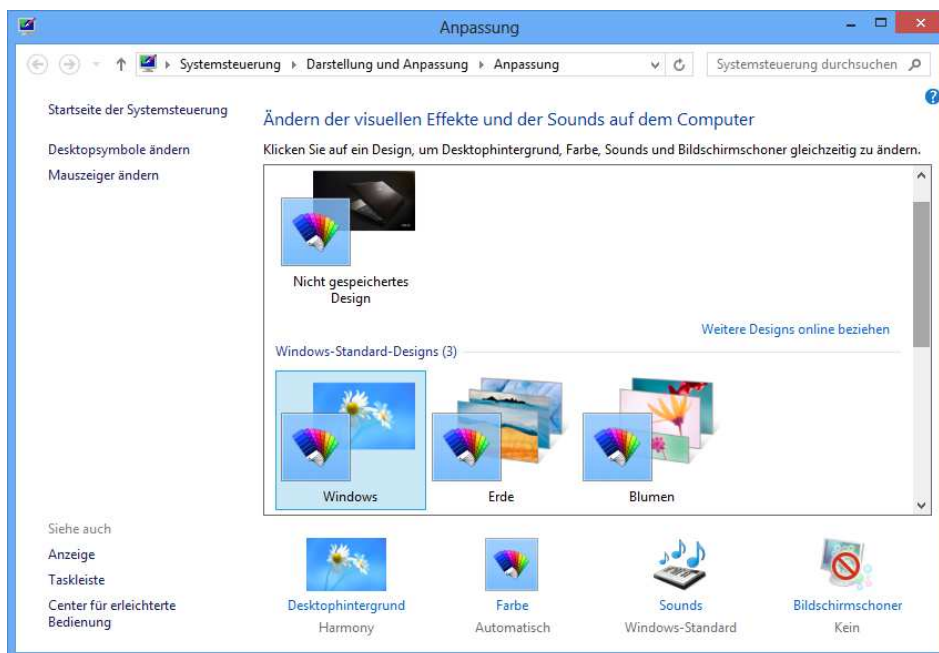 Anpassung
Systemsteuerung Darstellung und Anpassung Anpassung
Systemsteuerung durchsuchen
Startseite der Systemsteuerung
Desktopsymbole ändern
Mauszeiger ändern
Ändern der visuellen Effekte und der Sounds auf dem Computer
Klicken Sie auf ein Design, um Desktophintergrund, Farbe, Sounds und Bildschirmschoner gleichzeitig zu ändern.
Nicht gespeichertes
Design
Weitere Designs online beziehen
Windows-Standard-Designs (3)
Windows
Erde
Blumen
Siehe auch
Anzeige
Taskleiste
Center für erleichterte
Bedienung
Desktophintergrund
Harmony
Farbe
Automatisch
Sounds
Windows-Standard
Bildschirmschoner
Kein